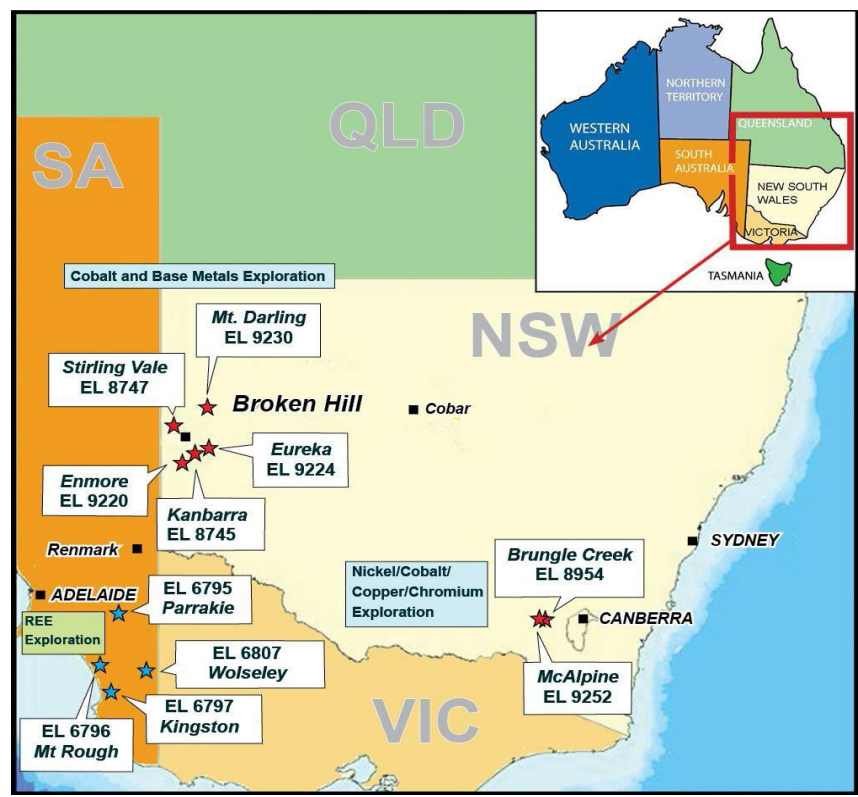 QLD
SA
NORTHERN
TERRITORY
WESTERN
AUSTRALIA
QUEENSLAND
SOUTH
AUSTRALIA
NEW SOUTH
WALES
VICTORIA
TASMANIA
Cobalt and Base Metals Exploration
Mt. Darling
EL 9230
NSW
Stirling Vale
EL 8747
Broken Hill
Cobar
Eureka
EL 9224
Enmore
EL 9220
Kanbarra
EL 8745
Renmark
SYDNEY
Brungle Creek
EL 8954
Nickel/Cobalt/
Copper/Chromium
Exploration
ADELAIDE
EL 6795
Parrakie
REE
Exploration
CANBERRA
EL 6807
Wolseley
McAlpine
EL 9252
EL 6797
Kingston
EL 6796
Mt Rough
VIC